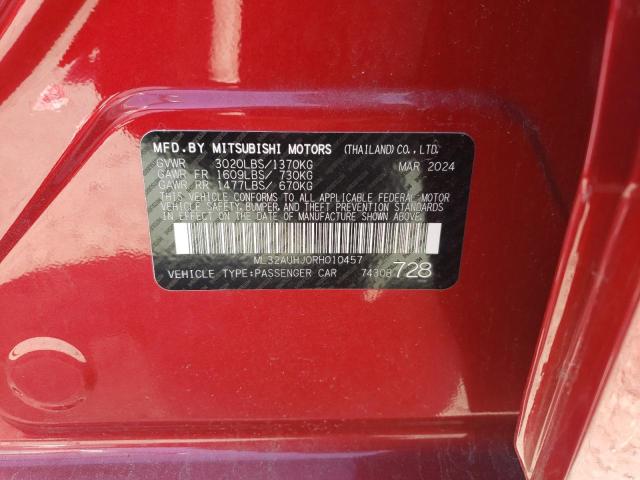 MFD.BY MITSUBISHI MOTORS (THAILAND)CO.,LTD.
GVWR 3020LBS/1370KG MAR 2024
GAWR FR 1609LBS/ 730KG
GAWR RR 1477LBS/ 670KG
THIS VEHICLE CONFORMS TO ALL APPLICABLE FEDERAL MOTOR
VEHICLE SAFETY, BUMPER, AND THEFT PREVENTION STANDARDS
IN EFFECT ON THE DATE OF MANUFACTURE SHOWN ABOVE.
ML32AUHJ0RH010457
VEHICLE TYPE:PASSENGER CAR 74308 728